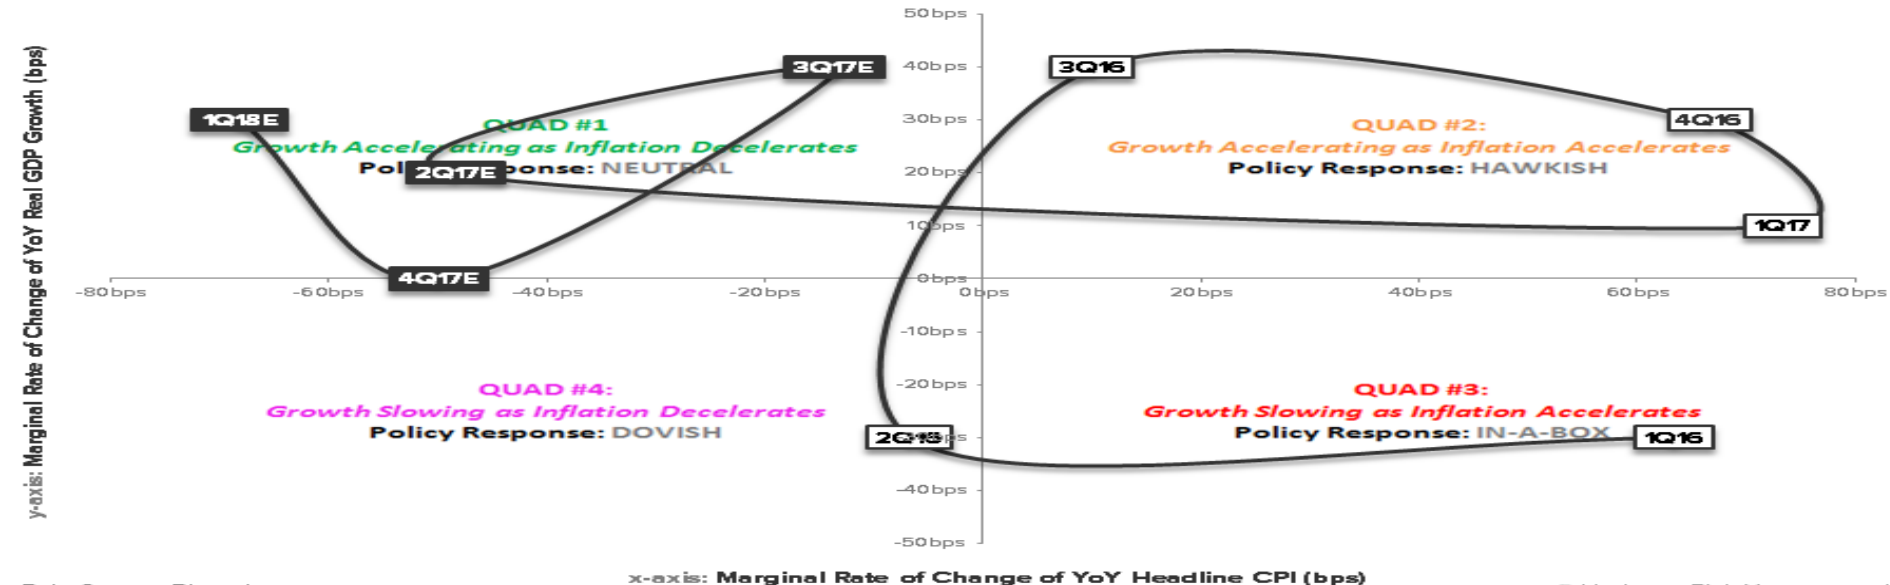 50bps
y-axis: Marginal Rate of Change of YoY Real GDP Growth (bps)
3Q17E
40bps
3Q16
1Q18E
30bps
4Q16
QUAD #1
QUAD #2:
Growth Accelerating as Inflation Decelerates
Growth Accelerating as Inflation Accelerates
2Q17E
NEUTRAL
20bps
Policy Response: HAWKISH
10bps
1Q17
4Q17E
0bps
-80bps
-60bps
-40bps
-20bps
0bps
20bps
40bps
60bps
80bps
-10bps
-20bps
QUAD #4:
QUAD #3:
Growth Slowing as Inflation Decelerates
Growth Slowing as Inflation Accelerates
Policy Response: DOVISH
Policy Response: IN-A-BOX
1Q16
-40bps
-50bps
x-axis: Marginal Rate of Change of YoY Headline CPI (bps)